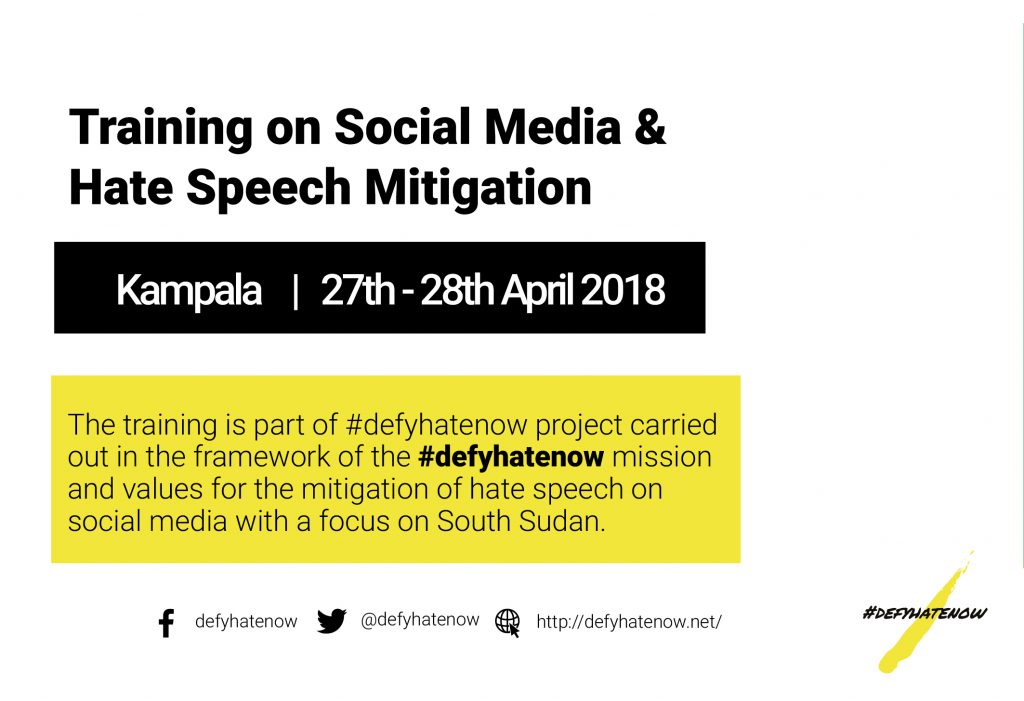 Training on Social Media &
Hate Speech Mitigation
Kampala | 27th - 28th April 2018
The training is part of #defyhatenow project carried
out in the framework of the #defyhatenow mission
and values for the mitigation of hate speech on
social media with a focus on South Sudan.
defyhatenow @defyhatenow http://defyhatenow.net/
#DEFYHATENOW